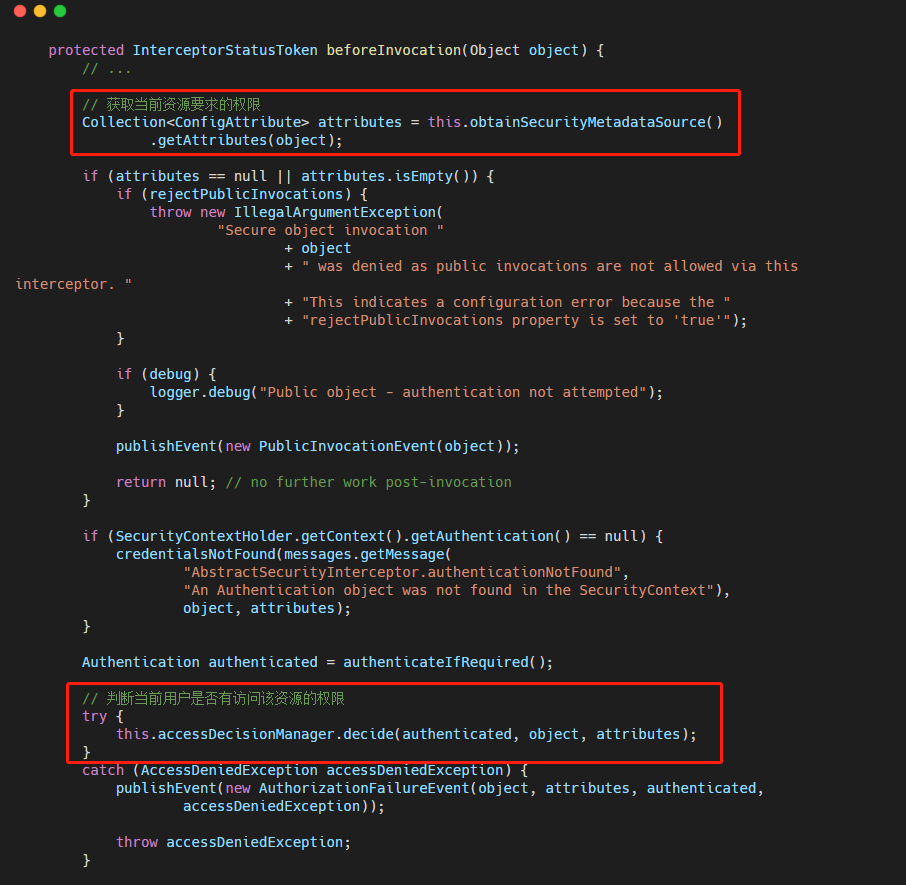 protected InterceptorStatusToken beforeInvocation(Object object) {
// ...
// 获取当前资源要求的权限
Collection<ConfigAttribute> attributes = this.obtainSecurityMetadataSource()
.getAttributes(object);
if (attributes == null || attributes.isEmpty()) {
if (rejectPublicInvocations) {
throw new IllegalArgumentException(
"Secure object invocation "
+ object
+ " was denied as public invocations are not allowed via this
interceptor. "
+ "This indicates a configuration error because the "
+ "rejectPublicInvocations property is set to 'true'");
}
if (debug) {
logger.debug("Public object - authentication not attempted");
}
publishEvent(new PublicInvocationEvent(object));
return null; // no further work post-invocation
}
if (SecurityContextHolder.getContext().getAuthentication() == null) {
credentialsNotFound(messages.getMessage(
"AbstractSecurityInterceptor.authenticationNotFound",
"An Authentication object was not found in the SecurityContext"),
object, attributes);
}
Authentication authenticated = authenticateIfRequired();
// 判断当前用户是否有访问该资源的权限
try {
this.accessDecisionManager.decide(authenticated, object, attributes);
}
catch (AccessDeniedException accessDeniedException) {
publishEvent(new AuthorizationFailureEvent(object, attributes, authenticated,
accessDeniedException));
throw accessDeniedException;
}